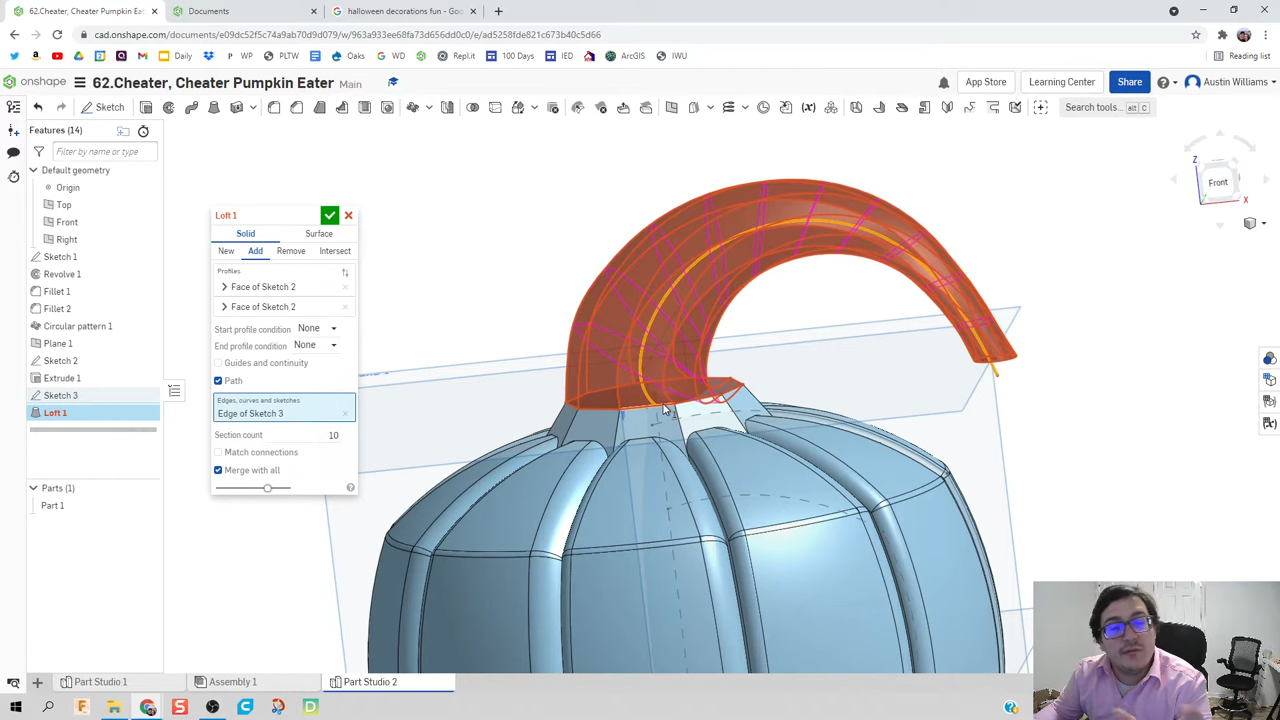 62.Cheater, Cheater Pumpkin Eater
Documents
halloween decorations fun - Goo
cad.onshape.com/documents/e09dc52f5c74a9ab70d9d079/w/963a933ee68fa73d656dd0c0/e/ad5258fde821c673b40c5d66
Daily
WP
PLTW
Oaks
WD
Repl.it
100 Days
IED
ArcGIS
IWU
Reading list
onshape
62.Cheater, Cheater Pumpkin Eater Main
App Store
Learning Center
Share
Austin Williams
Sketch
Search tools...
alt C
Features (14)
Filter by name or type
Default geometry
Origin
Top
Front
Right
Sketch 1
Revolve 1
Fillet 1
Fillet 2
Circular pattern 1
Plane 1
Sketch 2
Extrude 1
Sketch 3
Loft 1
Parts (1)
Part 1
Loft 1
Solid
Surface
New
Add
Remove
Intersect
Profiles
Face of Sketch 2
Face of Sketch 2
Start profile condition None
End profile condition None
Guides and continuity
Path
Edges, curves and sketches
Edge of Sketch 3
Section count 10
Match connections
Merge with all
Z
Front
X
Part Studio 1
Assembly 1
Part Studio 2